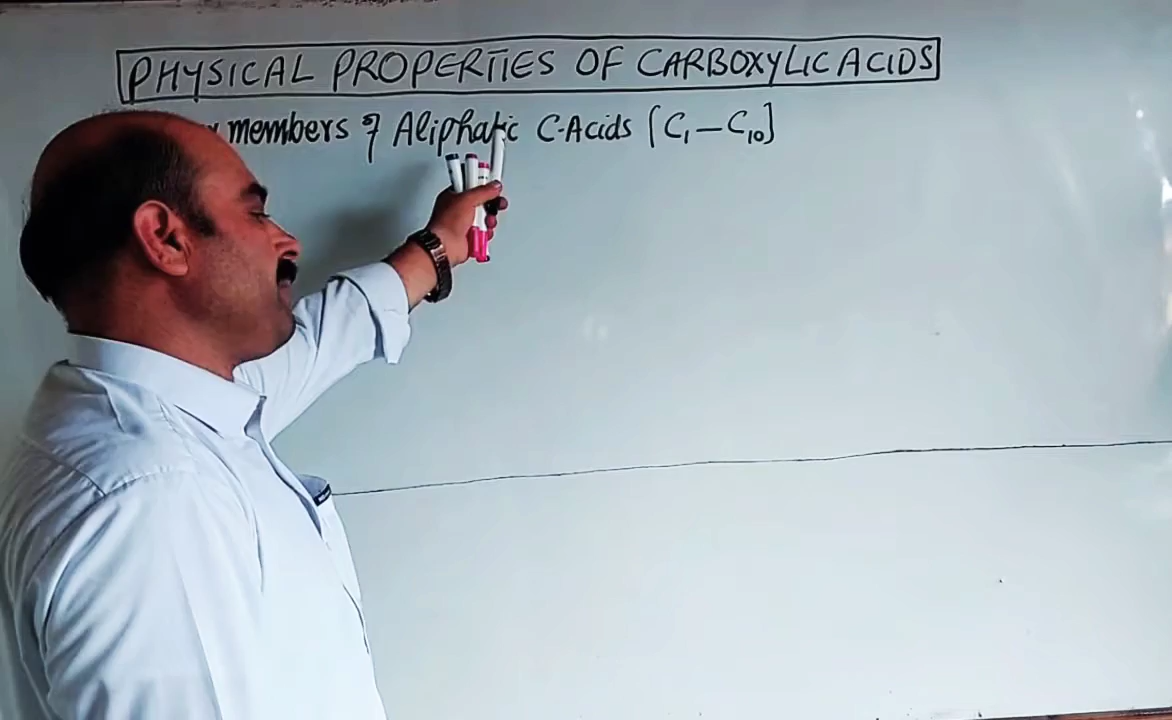 PHYSICAL PROPERTIES OF CARBOXYLIC ACIDS
members of Aliphatic C-Acids [C₁ – C₁₀]